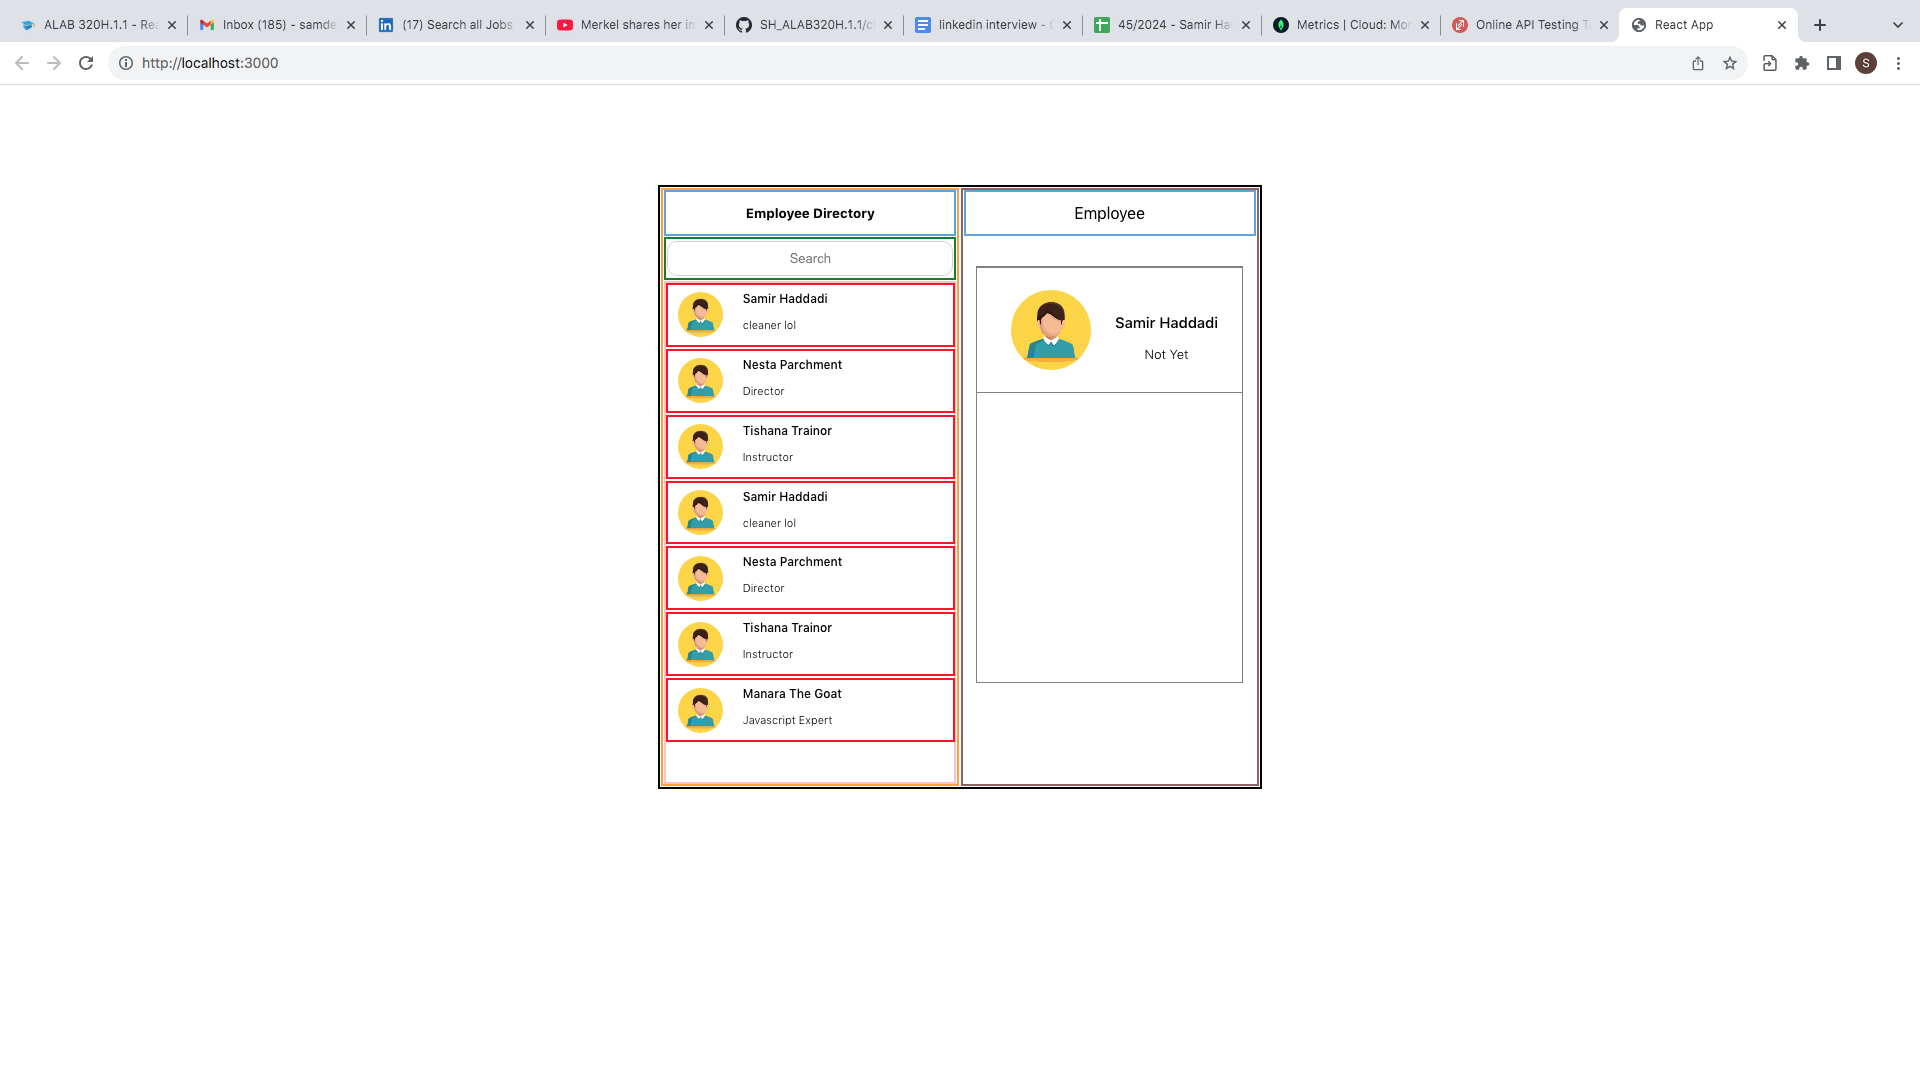 ALAB 320H.1.1 - Rea
Inbox (185) - samde
(17) Search all Jobs
Merkel shares her im
SH_ALAB320H.1.1/c
linkedin interview -
45/2024 - Samir Ha
Metrics | Cloud: Mo
Online API Testing T
React App
http://localhost:3000
S
Employee Directory
Search
Samir Haddadi
cleaner lol
Nesta Parchment
Director
Tishana Trainor
Instructor
Samir Haddadi
cleaner lol
Nesta Parchment
Director
Tishana Trainor
Instructor
Manara The Goat
Javascript Expert
Employee
Samir Haddadi
Not Yet